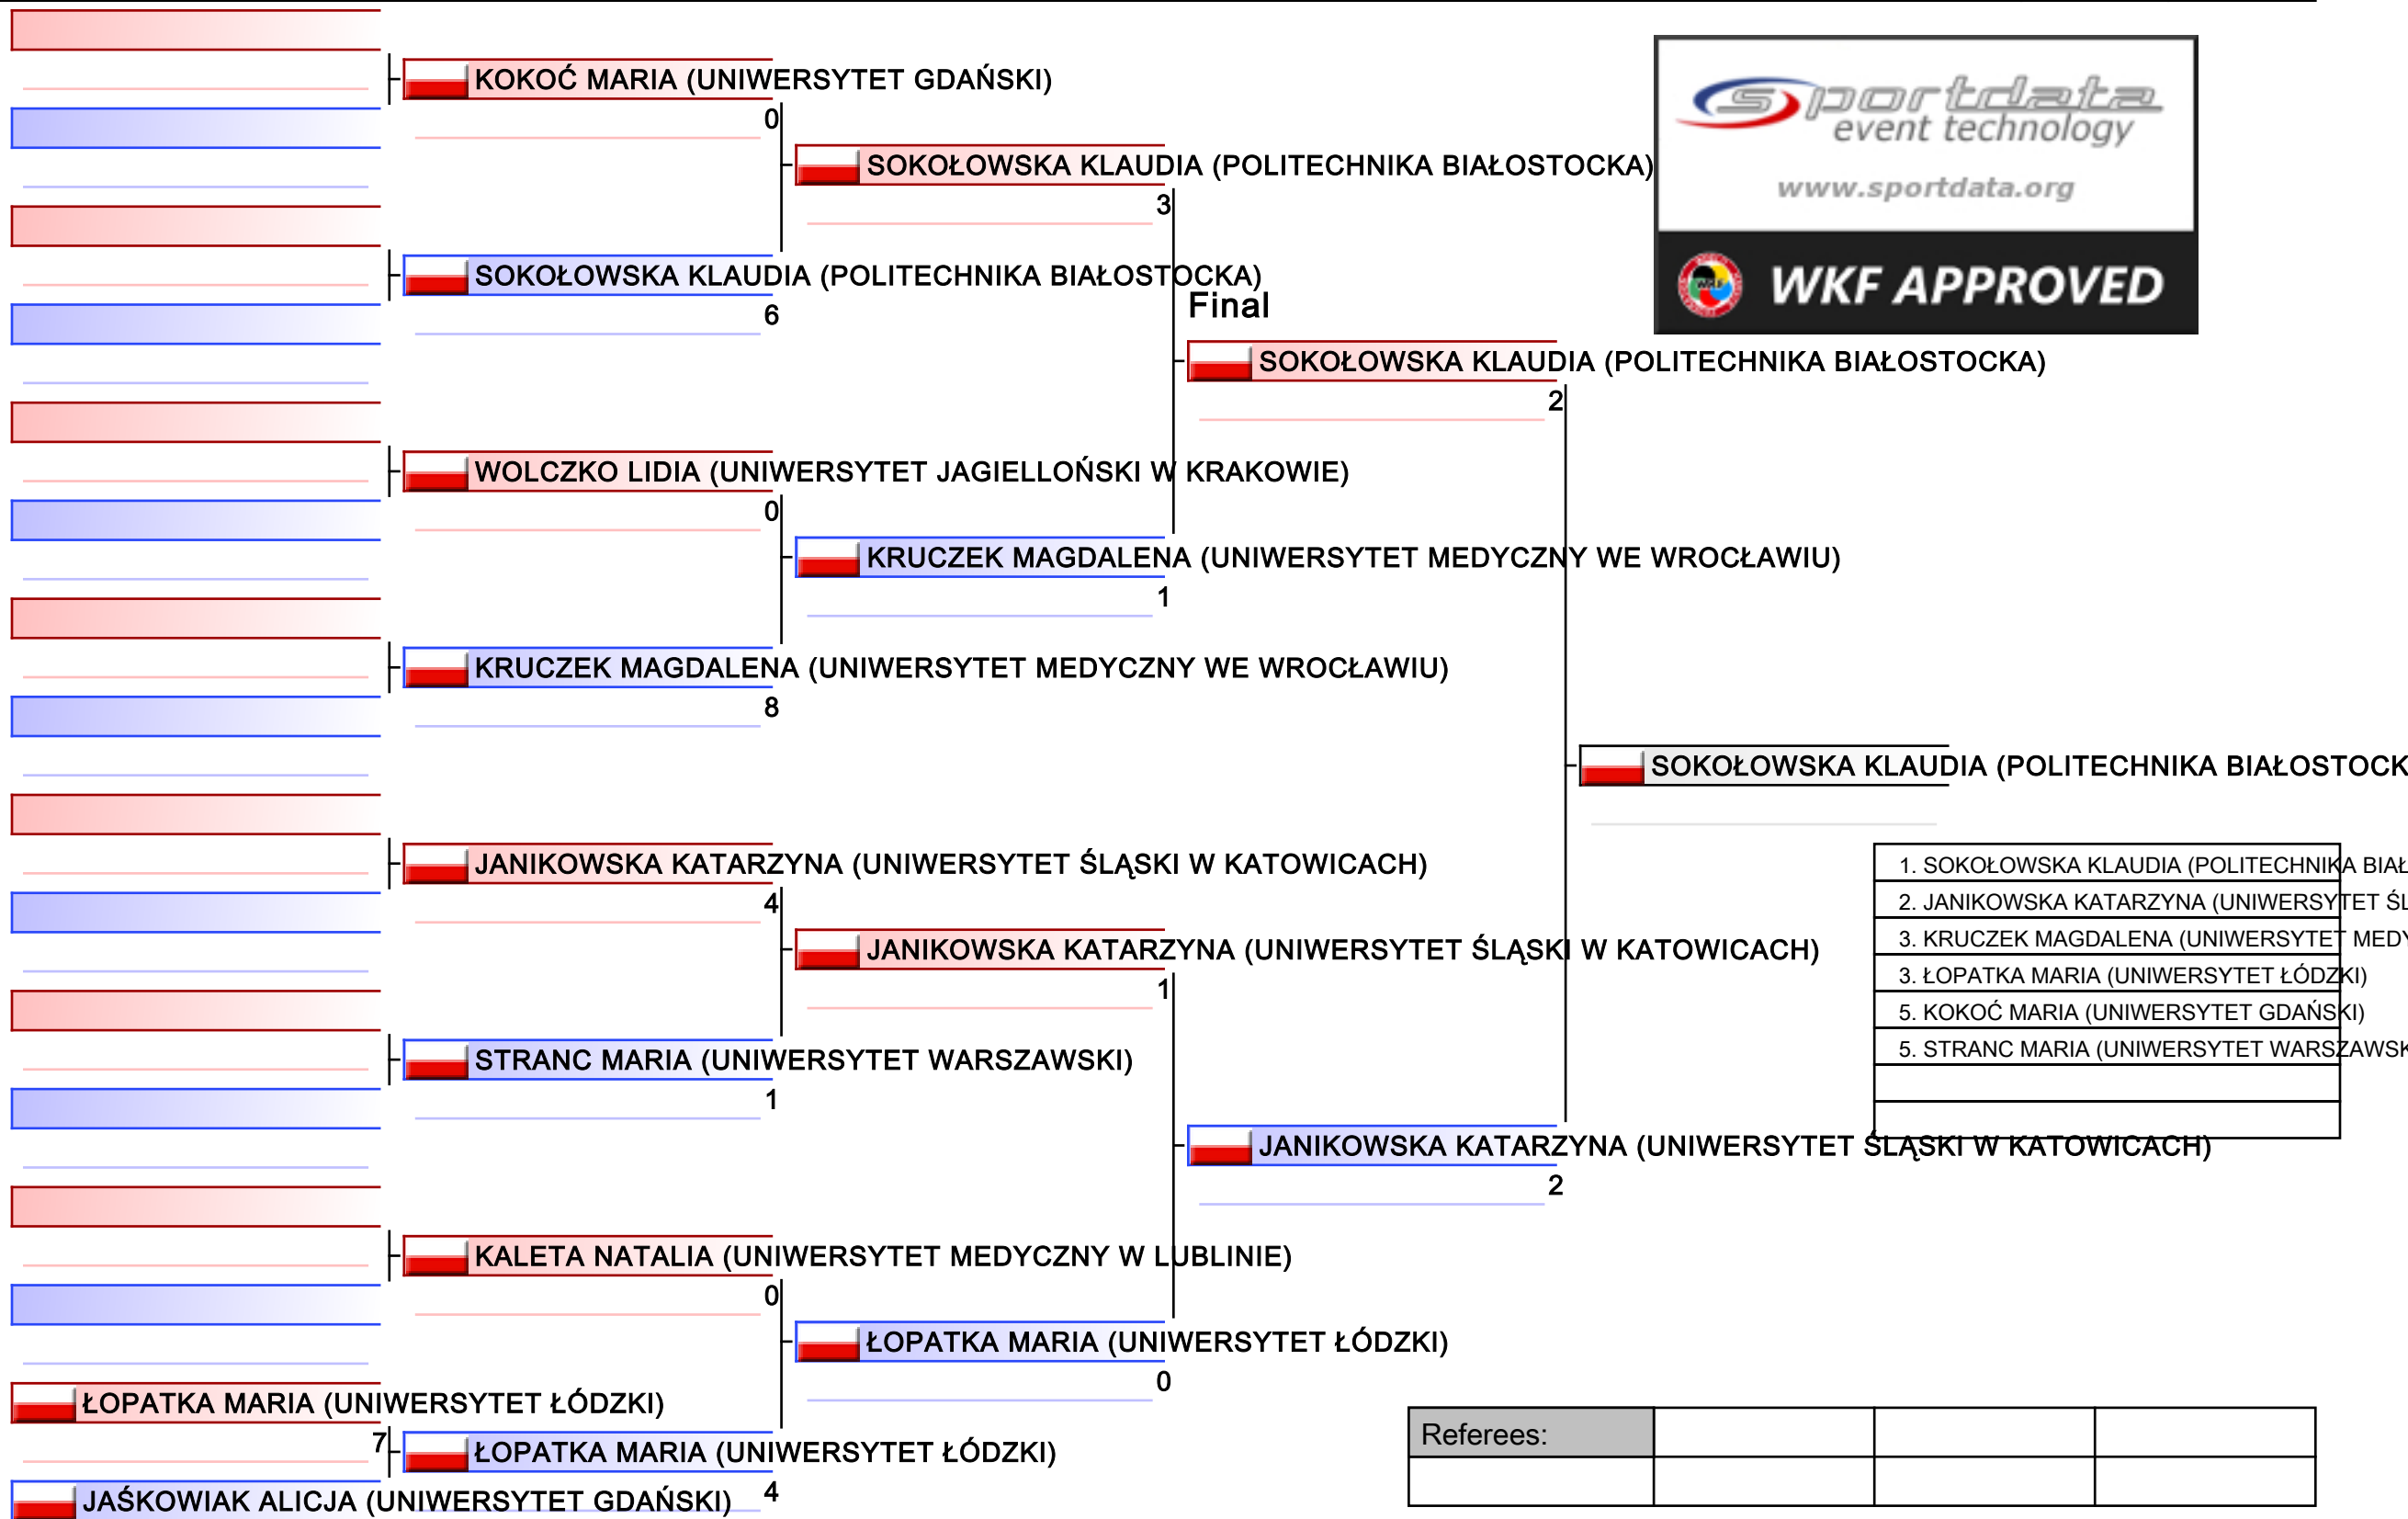 KOKOĆ MARIA (UNIWERSYTET GDAŃSKI)
0
SOKOŁOWSKA KLAUDIA (POLITECHNIKA BIAŁOSTOCKA)
3
SOKOŁOWSKA KLAUDIA (POLITECHNIKA BIAŁOSTOCKA)
6
Final
SOKOŁOWSKA KLAUDIA (POLITECHNIKA BIAŁOSTOCKA)
2
WOLCZKO LIDIA (UNIWERSYTET JAGIELLOŃSKI W KRAKOWIE)
0
KRUCZEK MAGDALENA (UNIWERSYTET MEDYCZNY WE WROCŁAWIU)
1
KRUCZEK MAGDALENA (UNIWERSYTET MEDYCZNY WE WROCŁAWIU)
8
SOKOŁOWSKA KLAUDIA (POLITECHNIKA BIAŁOSTOCK
JANIKOWSKA KATARZYNA (UNIWERSYTET ŚLĄSKI W KATOWICACH)
4
JANIKOWSKA KATARZYNA (UNIWERSYTET ŚLĄSKI W KATOWICACH)
1
STRANC MARIA (UNIWERSYTET WARSZAWSKI)
1
JANIKOWSKA KATARZYNA (UNIWERSYTET ŚLĄSKI W KATOWICACH)
2
KALETA NATALIA (UNIWERSYTET MEDYCZNY W LUBLINIE)
0
ŁOPATKA MARIA (UNIWERSYTET ŁÓDZKI)
0
ŁOPATKA MARIA (UNIWERSYTET ŁÓDZKI)
7
ŁOPATKA MARIA (UNIWERSYTET ŁÓDZKI)
4
JAŚKOWIAK ALICJA (UNIWERSYTET GDAŃSKI)
sportdata
event technology
www.sportdata.org
WKF
WKF APPROVED
1. SOKOŁOWSKA KLAUDIA (POLITECHNIKA BIAŁ
2. JANIKOWSKA KATARZYNA (UNIWERSYTET ŚL
3. KRUCZEK MAGDALENA (UNIWERSYTET MEDY
3. ŁOPATKA MARIA (UNIWERSYTET ŁÓDZKI)
5. KOKOĆ MARIA (UNIWERSYTET GDAŃSKI)
5. STRANC MARIA (UNIWERSYTET WARSZAWSK
Referees: